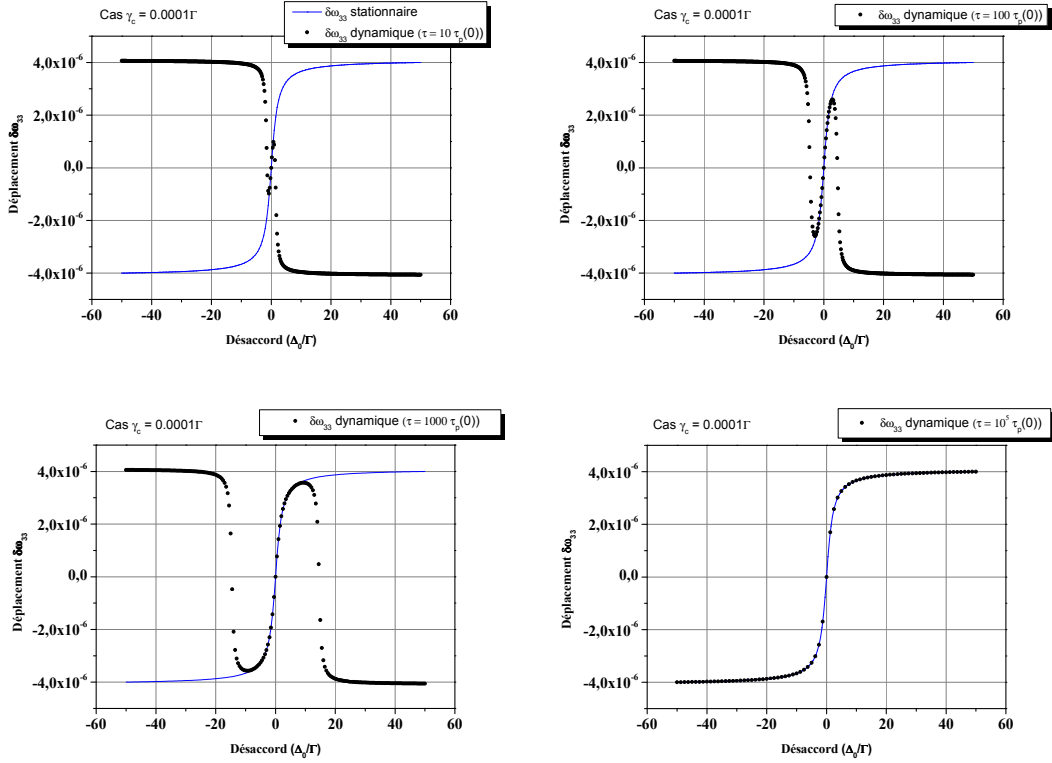 Cas γc = 0.0001Γ
δω33 stationnaire
δω33 dynamique (τ = 10 τp(0))
4,0x10-6
2,0x10-6
0,0
-2,0x10-6
-4,0x10-6
Déplacement δω33
-60 -40 -20 0 20 40 60
Désaccord (Δ0/Γ)
Cas γc = 0.0001Γ
δω33 dynamique (τ = 100 τp(0))
4,0x10-6
2,0x10-6
0,0
-2,0x10-6
-4,0x10-6
Déplacement δω33
-60 -40 -20 0 20 40 60
Désaccord (Δ0/Γ)
Cas γc = 0.0001Γ
δω33 dynamique (τ = 1000 τp(0))
4,0x10-6
2,0x10-6
0,0
-2,0x10-6
-4,0x10-6
Déplacement δω33
-60 -40 -20 0 20 40 60
Désaccord (Δ0/Γ)
Cas γc = 0.0001Γ
δω33 dynamique (τ = 10^5 τp(0))
4,0x10-6
2,0x10-6
0,0
-2,0x10-6
-4,0x10-6
Déplacement δω33
-60 -40 -20 0 20 40 60
Désaccord (Δ0/Γ)